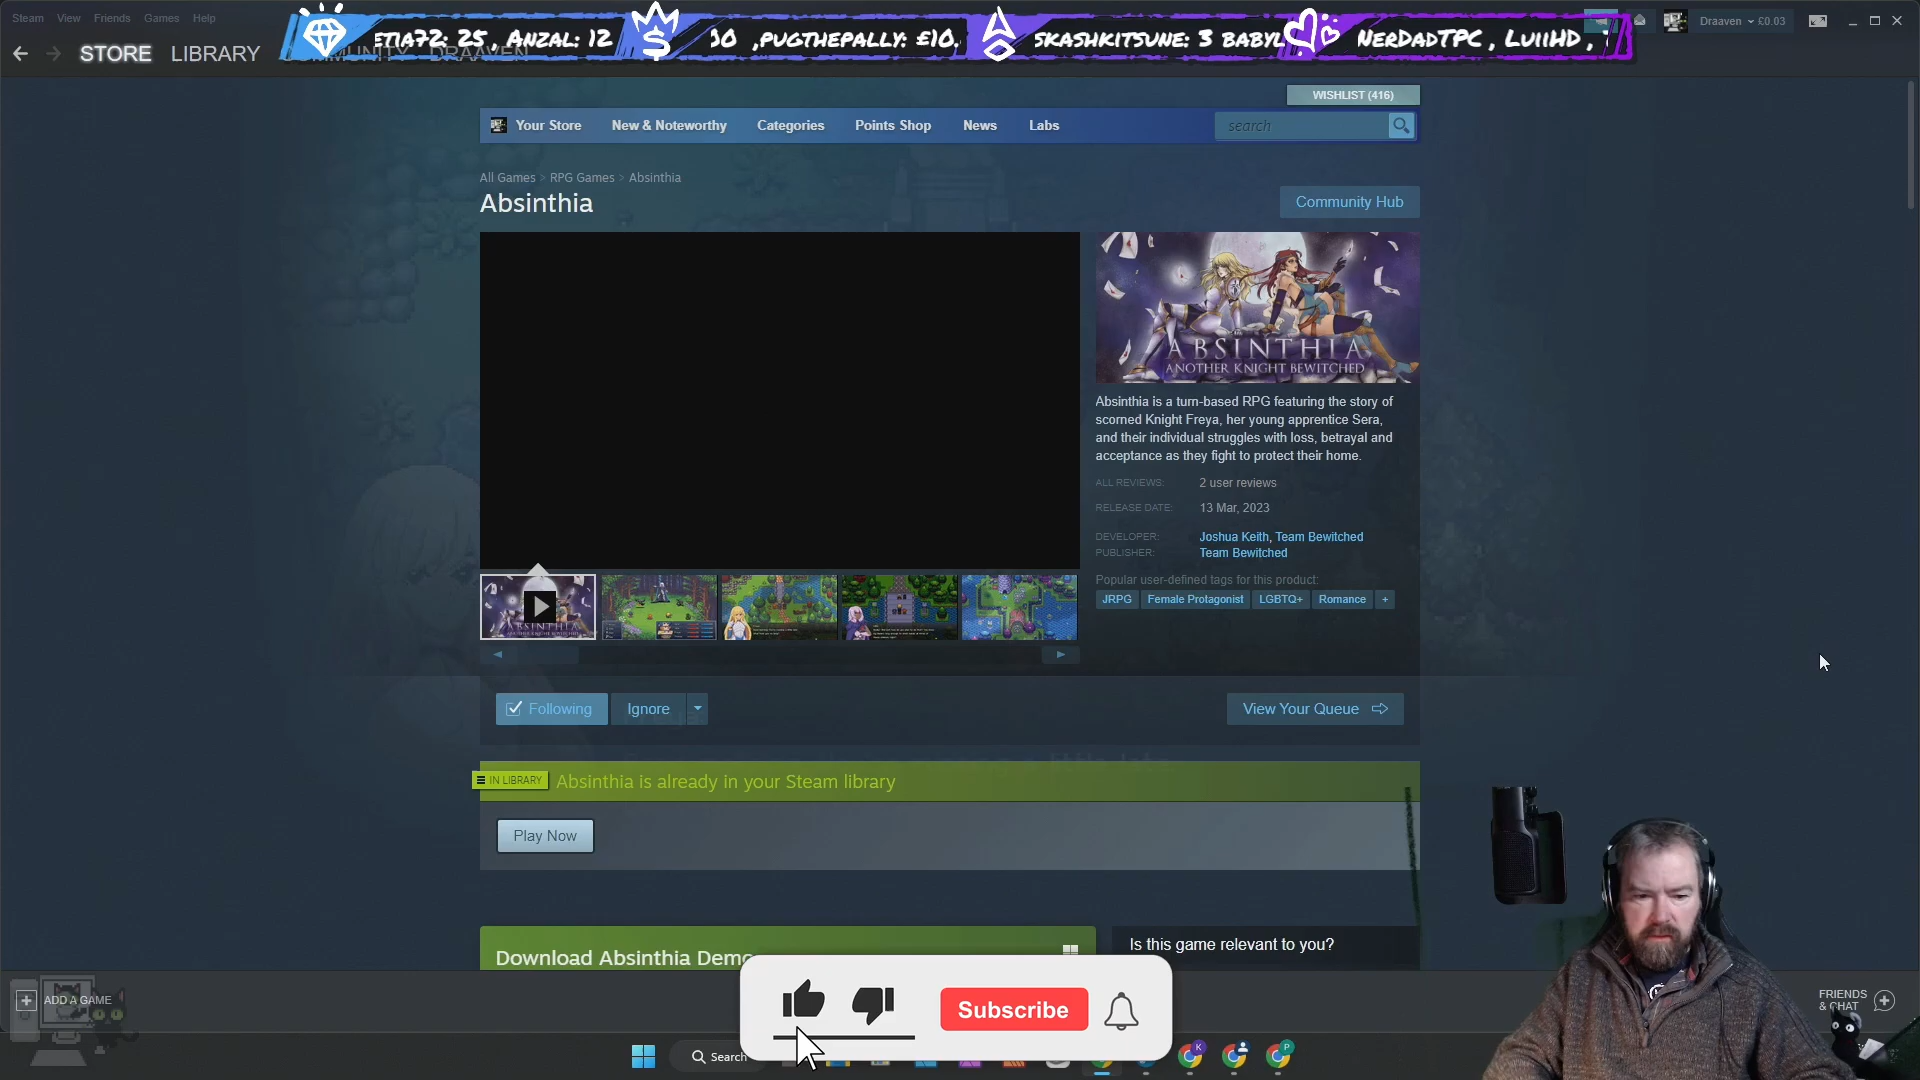 Steam View Friends Games Help
Draaven £0.03
ETIA72: 25 , ANZAL: 12
30 ,PUGTHEPALLY: £10.
SKASHKITSUNE: 3 BABYL
NERDADTPC , LUIIHD ,
STORE LIBRARY COMMUNITY DRAAVEN
WISHLIST (416)
Your Store New & Noteworthy Categories Points Shop News Labs search
All Games > RPG Games > Absinthia
Absinthia
Community Hub
ABSINTHIA
ANOTHER KNIGHT BEWITCHED
Absinthia is a turn-based RPG featuring the story of
scorned Knight Freya, her young apprentice Sera,
and their individual struggles with loss, betrayal and
acceptance as they fight to protect their home.
ALL REVIEWS: 2 user reviews
RELEASE DATE: 13 Mar, 2023
DEVELOPER: Joshua Keith, Team Bewitched
PUBLISHER: Team Bewitched
Popular user-defined tags for this product:
JRPG Female Protagonist LGBTQ+ Romance +
ABSINTHIA
Following Ignore View Your Queue
IN LIBRARY Absinthia is already in your Steam library
Play Now
Download Absinthia Demo
Is this game relevant to you?
ADD A GAME
Subscribe
FRIENDS
& CHAT
Search
K
P